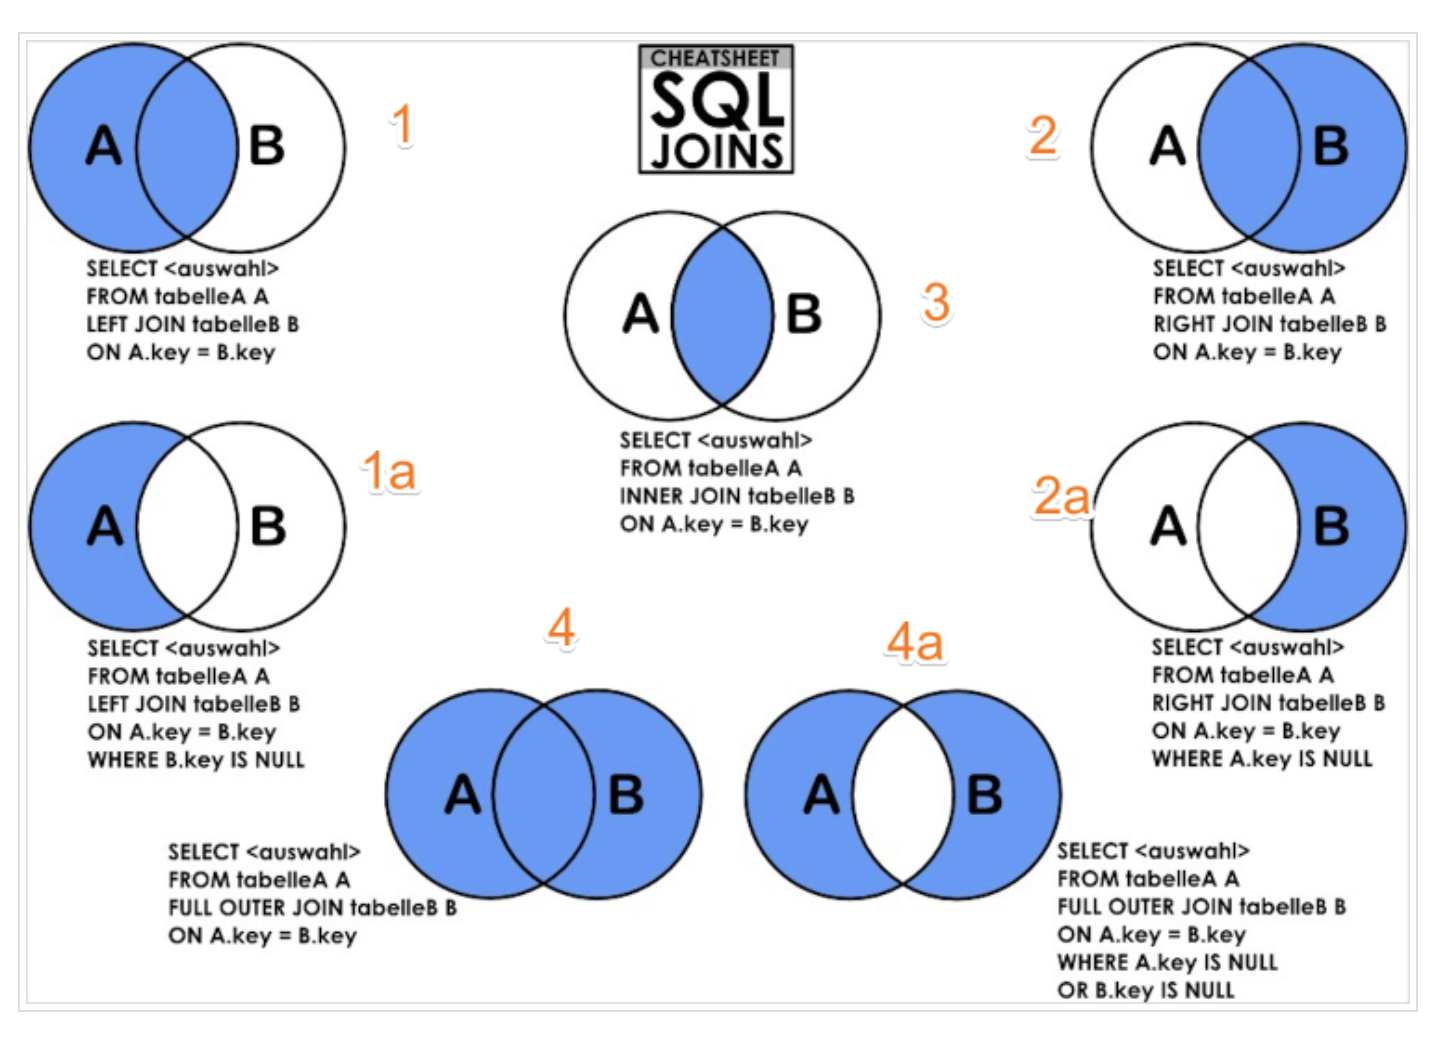 CHEATSHEET
SQL
JOINS
A B
1
SELECT <auswahl>
FROM tabelleA A
LEFT JOIN tabelleB B
ON A.key = B.key
2
A B
SELECT <auswahl>
FROM tabelleA A
RIGHT JOIN tabelleB B
ON A.key = B.key
A B
3
SELECT <auswahl>
FROM tabelleA A
INNER JOIN tabelleB B
ON A.key = B.key
A B
1a
SELECT <auswahl>
FROM tabelleA A
LEFT JOIN tabelleB B
ON A.key = B.key
WHERE B.key IS NULL
2a
A B
SELECT <auswahl>
FROM tabelleA A
RIGHT JOIN tabelleB B
ON A.key = B.key
WHERE A.key IS NULL
4
A B
SELECT <auswahl>
FROM tabelleA A
FULL OUTER JOIN tabelleB B
ON A.key = B.key
4a
A B
SELECT <auswahl>
FROM tabelleA A
FULL OUTER JOIN tabelleB B
ON A.key = B.key
WHERE A.key IS NULL
OR B.key IS NULL